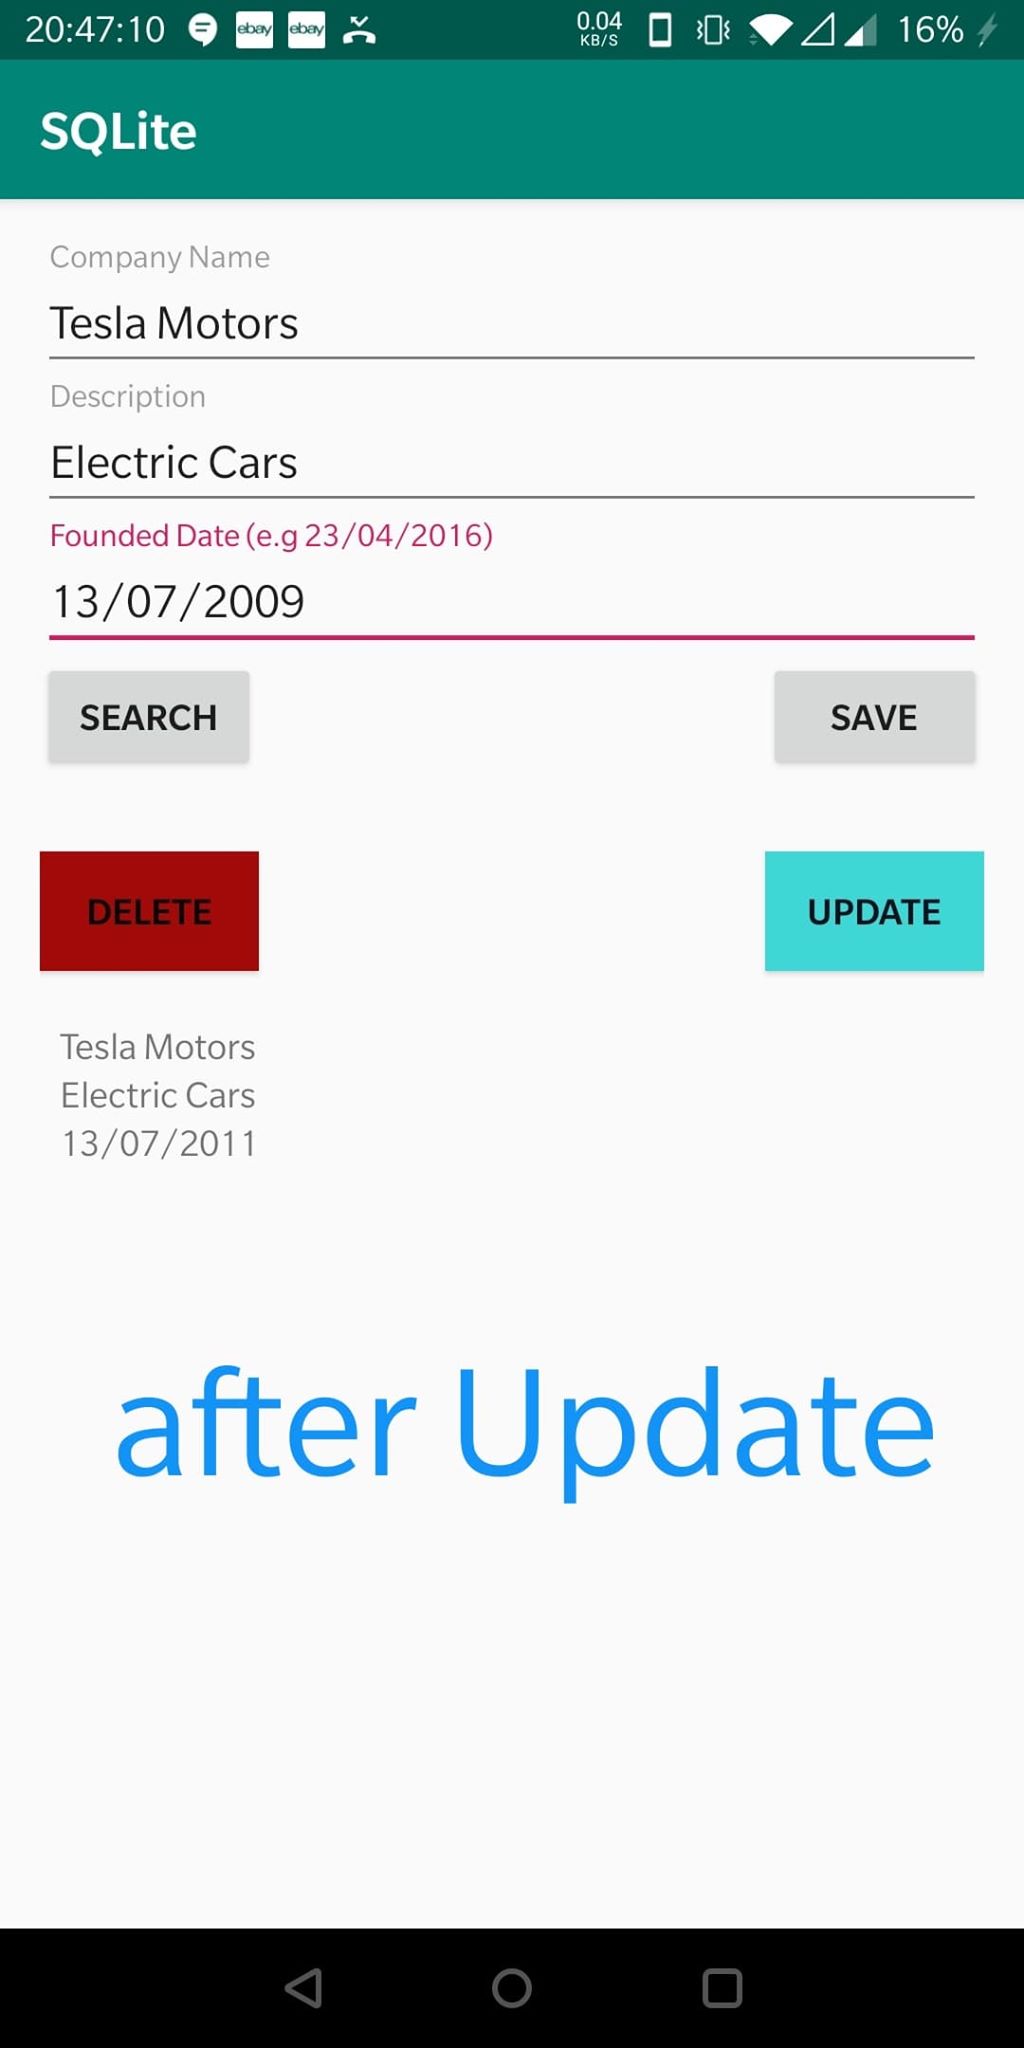 20:47:10 ebay ebay 0.04 KB/S 16%
SQLite
Company Name
Tesla Motors
Description
Electric Cars
Founded Date (e.g 23/04/2016)
13/07/2009
SEARCH SAVE
DELETE UPDATE
Tesla Motors
Electric Cars
13/07/2011
after Update